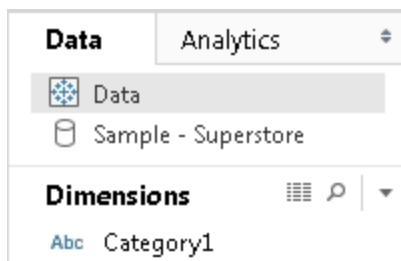 Data Analytics
Data
Sample - Superstore
Dimensions
Abc Category1